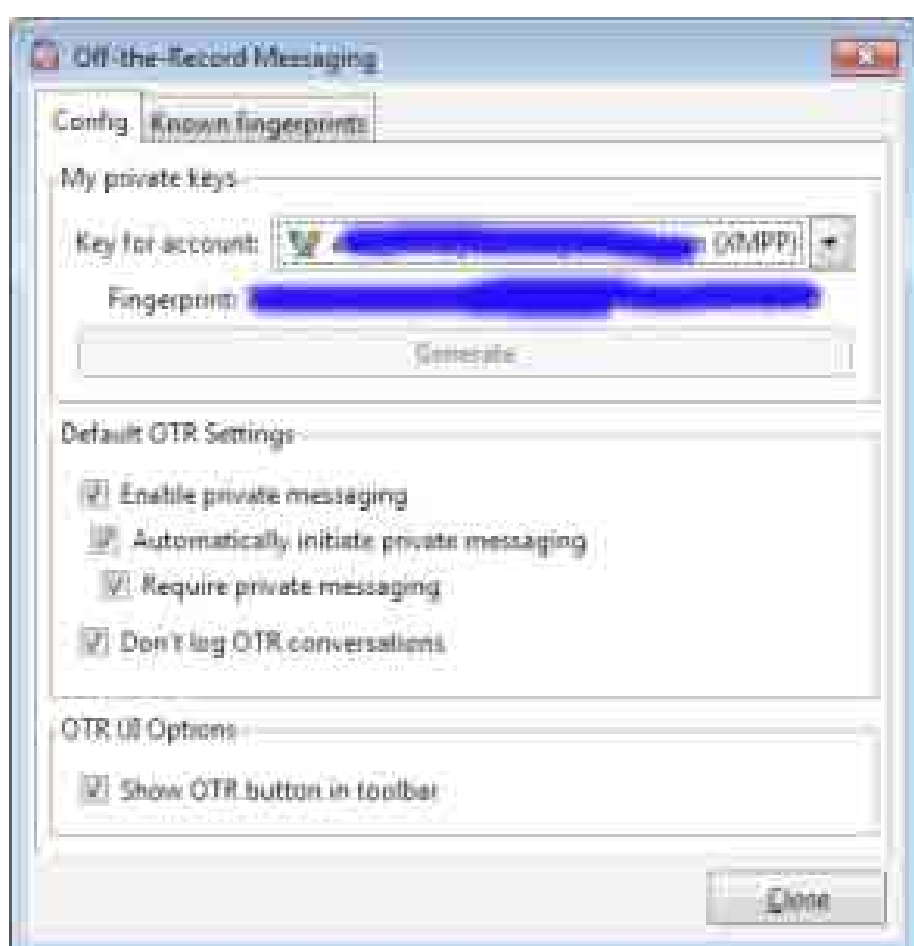 Off-the-Record Messaging
Config Known fingerprints
My private keys
Key for account: (XMPP)
Fingerprint:
Generate
Default OTR Settings
Enable private messaging
Automatically initiate private messaging
Require private messaging
Don't log OTR conversations
OTR UI Options
Show OTR button in toolbar
Close